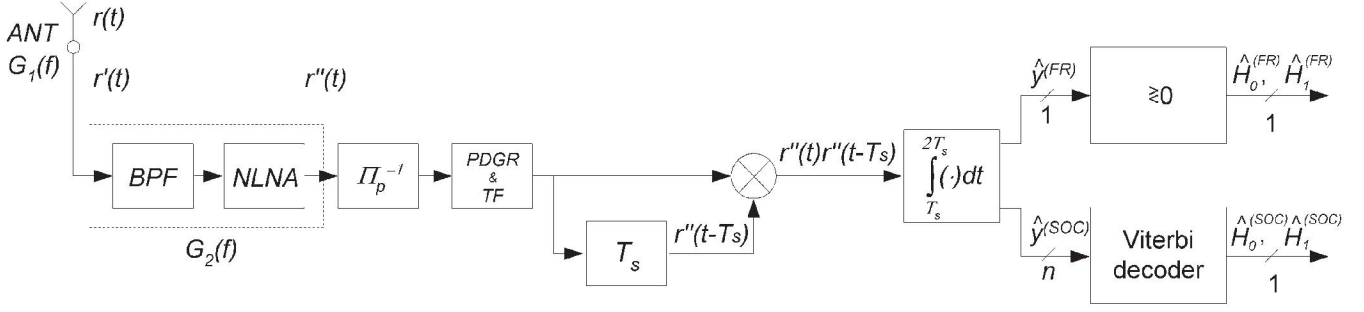 r(t)
ANT
G₁(f)
r'(t)
r''(t)
BPF
NLNA
G₂(f)
Πₚ⁻¹
PDGR
&
TF
Tₛ
r''(t-Tₛ)
r''(t)r''(t-Tₛ)
2Tₛ
∫(·)dt
Tₛ
ŷ⁽ᶠᴿ⁾
1
≷0
Ĥ₀⁽ᶠᴿ⁾, Ĥ₁⁽ᶠᴿ⁾
1
ŷ⁽ˢᴼᶜ⁾
n
Viterbi
decoder
Ĥ₀⁽ˢᴼᶜ⁾, Ĥ₁⁽ˢᴼᶜ⁾
1